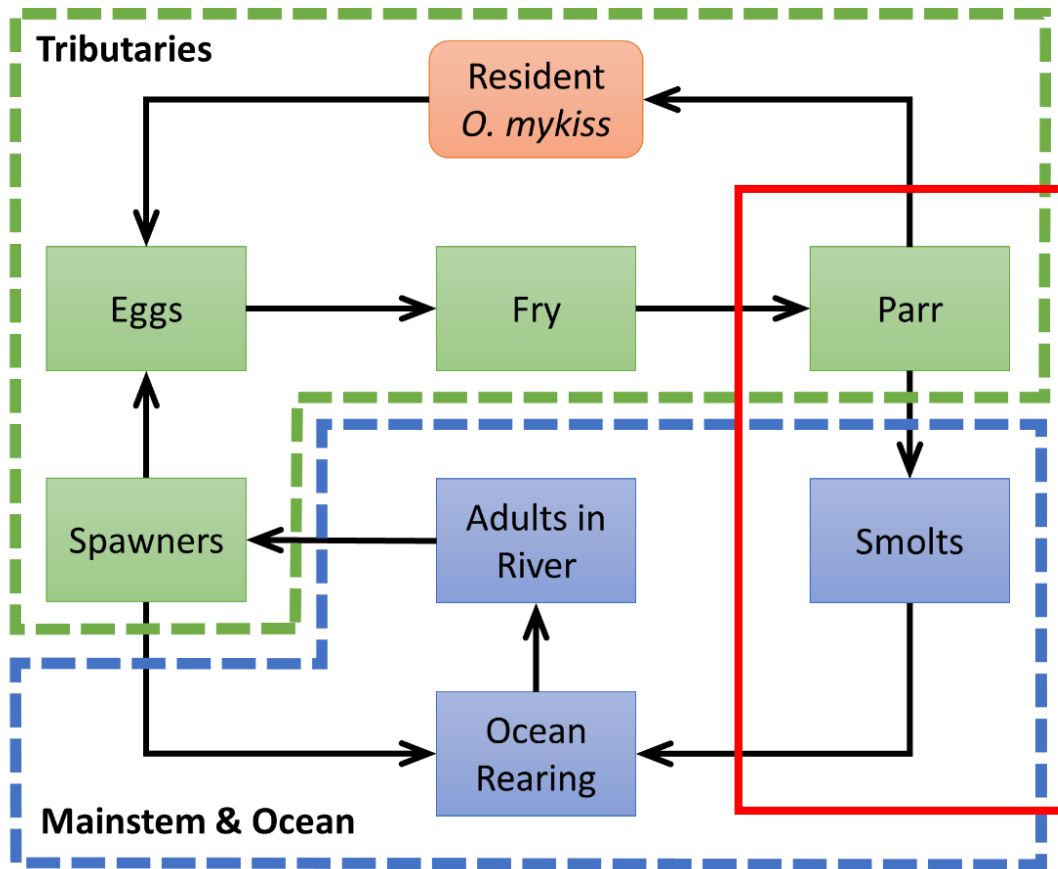 Tributaries
Resident
O. mykiss
Eggs
Fry
Parr
Spawners
Adults in
River
Smolts
Ocean
Rearing
Mainstem & Ocean